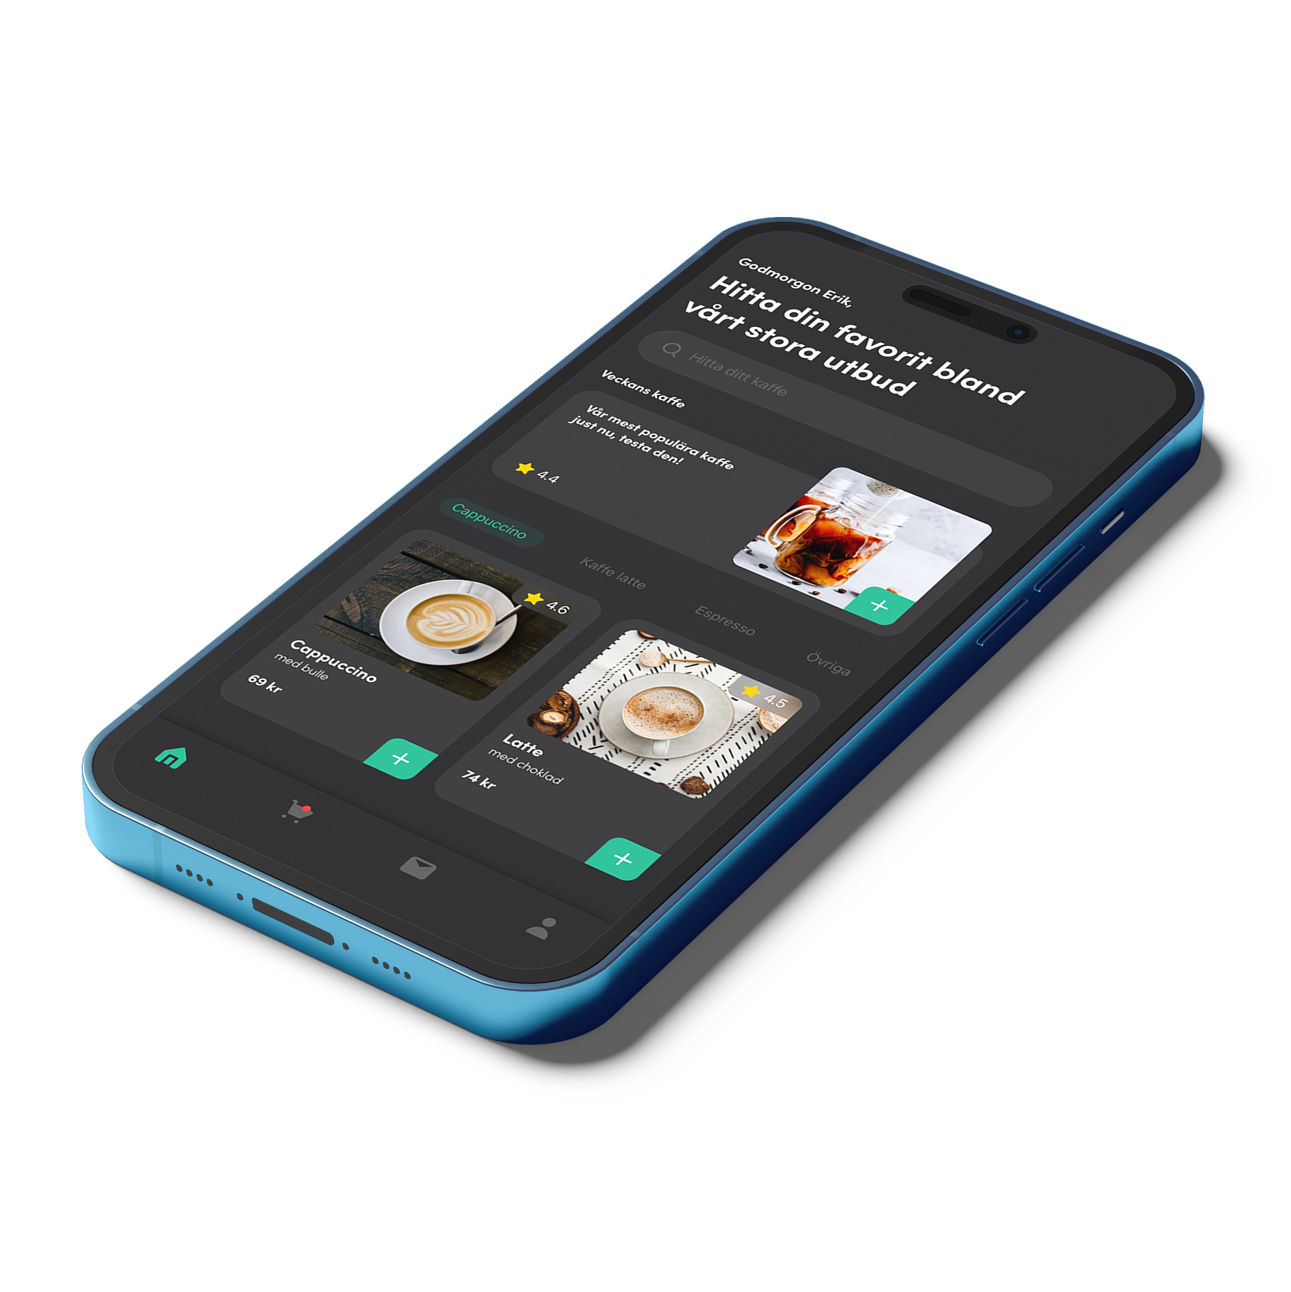 Godmorgon Erik,
Hitta din favorit bland
vårt stora utbud
Hitta ditt kaffe
Veckans kaffe
Vår mest populära kaffe
just nu, testa den!
4.4
Cappuccino
Kaffe latte
Espresso
Övriga
4.6
Cappuccino
med bulle
69 kr
4.5
Latte
med choklad
74 kr